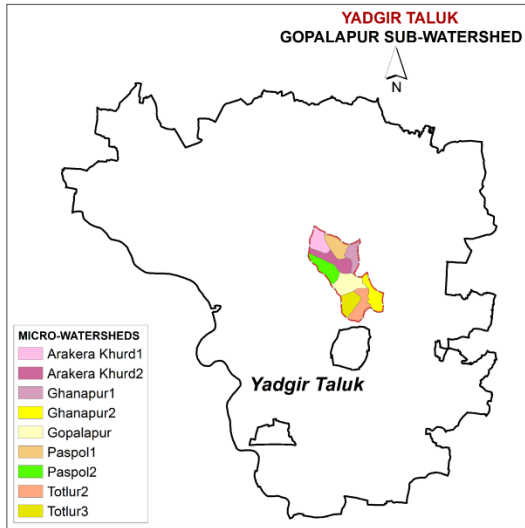 YADGIR TALUK
GOPALAPUR SUB-WATERSHED
N
Yadgir Taluk
MICRO-WATERSHEDS
Arakera Khurd1
Arakera Khurd2
Ghanapur1
Ghanapur2
Gopalapur
Paspol1
Paspol2
Totlur2
Totlur3